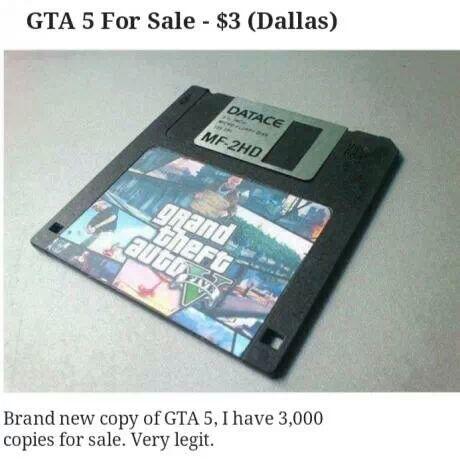 GTA 5 For Sale - $3 (Dallas)
DATACE
MF-2HD
grand
theft
auto
FIVE
Brand new copy of GTA 5, I have 3,000
copies for sale. Very legit.